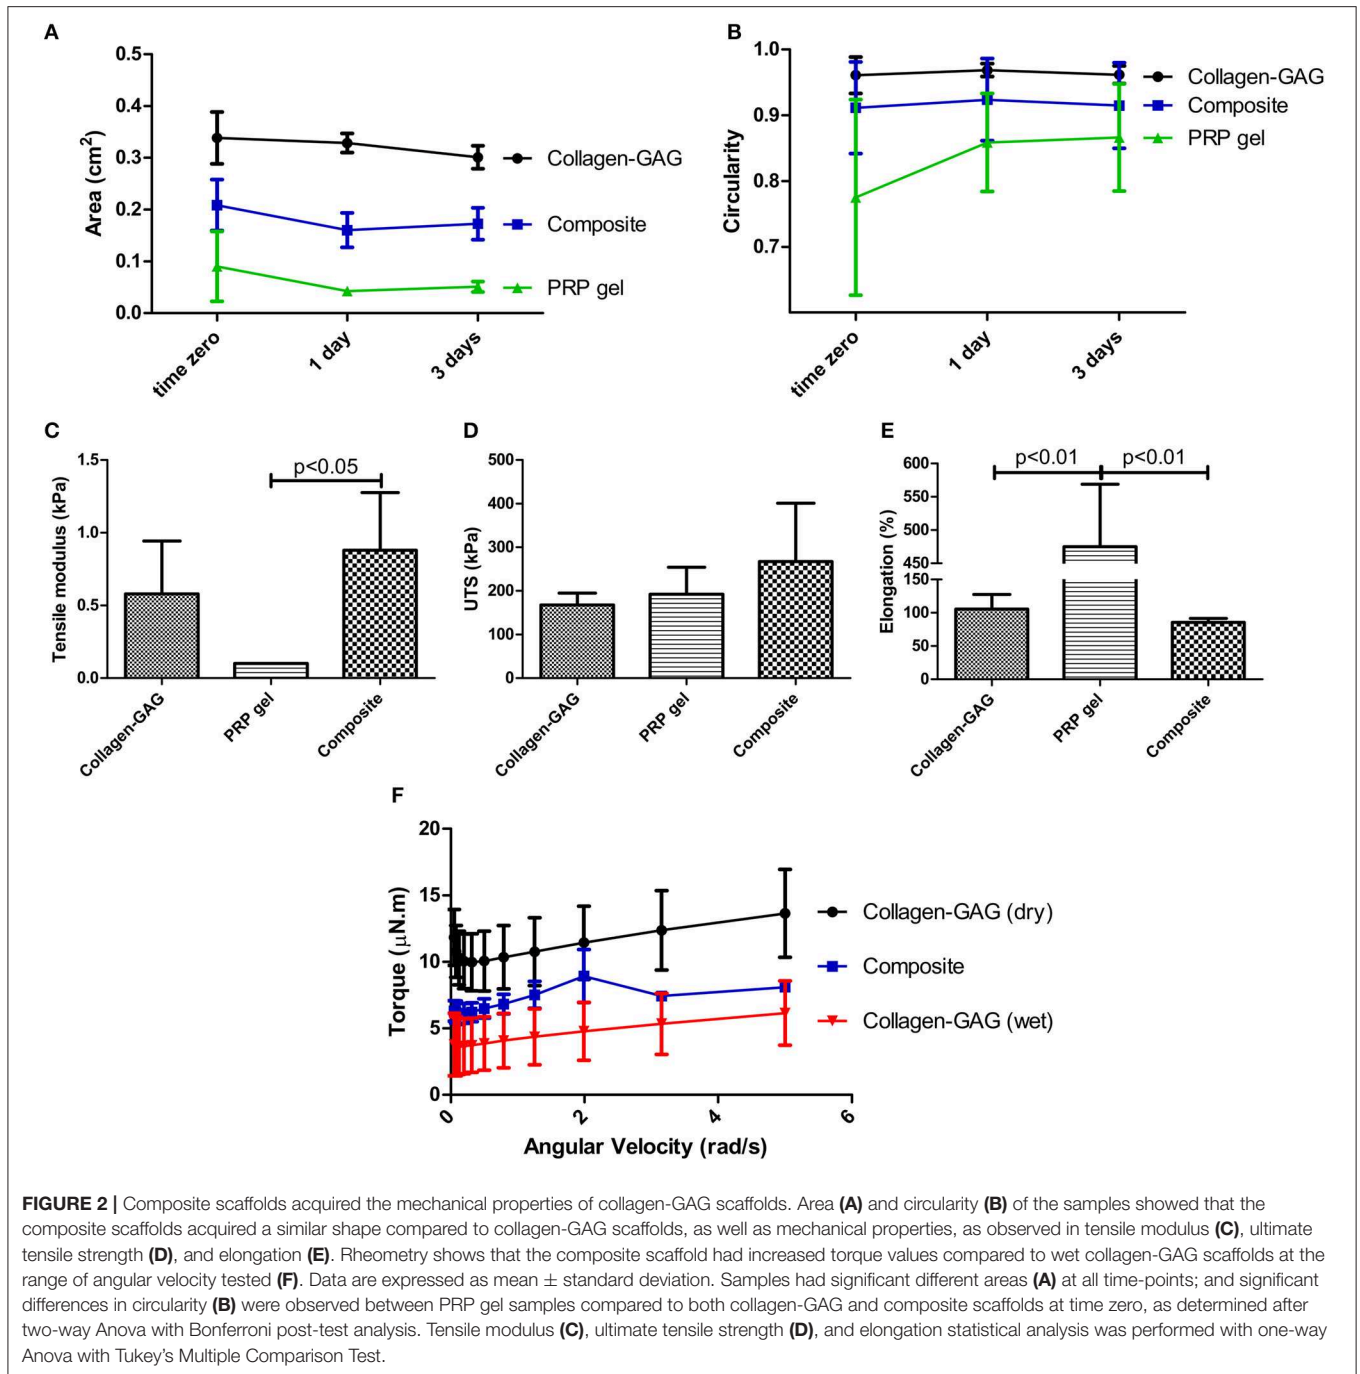 A
0.5
0.4
0.3
0.2
0.1
0.0
Area (cm²)
time zero
1 day
3 days
Collagen-GAG
Composite
PRP gel
B
1.0
0.9
0.8
0.7
Circularity
time zero
1 day
3 days
Collagen-GAG
Composite
PRP gel
C
1.5
1.0
0.5
0.0
Tensile modulus (kPa)
p<0.05
Collagen-GAG
PRP gel
Composite
D
500
400
300
200
100
0
UTS (kPa)
Collagen-GAG
PRP gel
Composite
E
600
550
500
450
150
100
50
0
Elongation (%)
p<0.01
p<0.01
Collagen-GAG
PRP gel
Composite
F
20
15
10
5
0
Torque (μN.m)
0
2
4
6
Angular Velocity (rad/s)
Collagen-GAG (dry)
Composite
Collagen-GAG (wet)
FIGURE 2 | Composite scaffolds acquired the mechanical properties of collagen-GAG scaffolds. Area (A) and circularity (B) of the samples showed that the
composite scaffolds acquired a similar shape compared to collagen-GAG scaffolds, as well as mechanical properties, as observed in tensile modulus (C), ultimate
tensile strength (D), and elongation (E). Rheometry shows that the composite scaffold had increased torque values compared to wet collagen-GAG scaffolds at the
range of angular velocity tested (F). Data are expressed as mean ± standard deviation. Samples had significant different areas (A) at all time-points; and significant
differences in circularity (B) were observed between PRP gel samples compared to both collagen-GAG and composite scaffolds at time zero, as determined after
two-way Anova with Bonferroni post-test analysis. Tensile modulus (C), ultimate tensile strength (D), and elongation statistical analysis was performed with one-way
Anova with Tukey's Multiple Comparison Test.